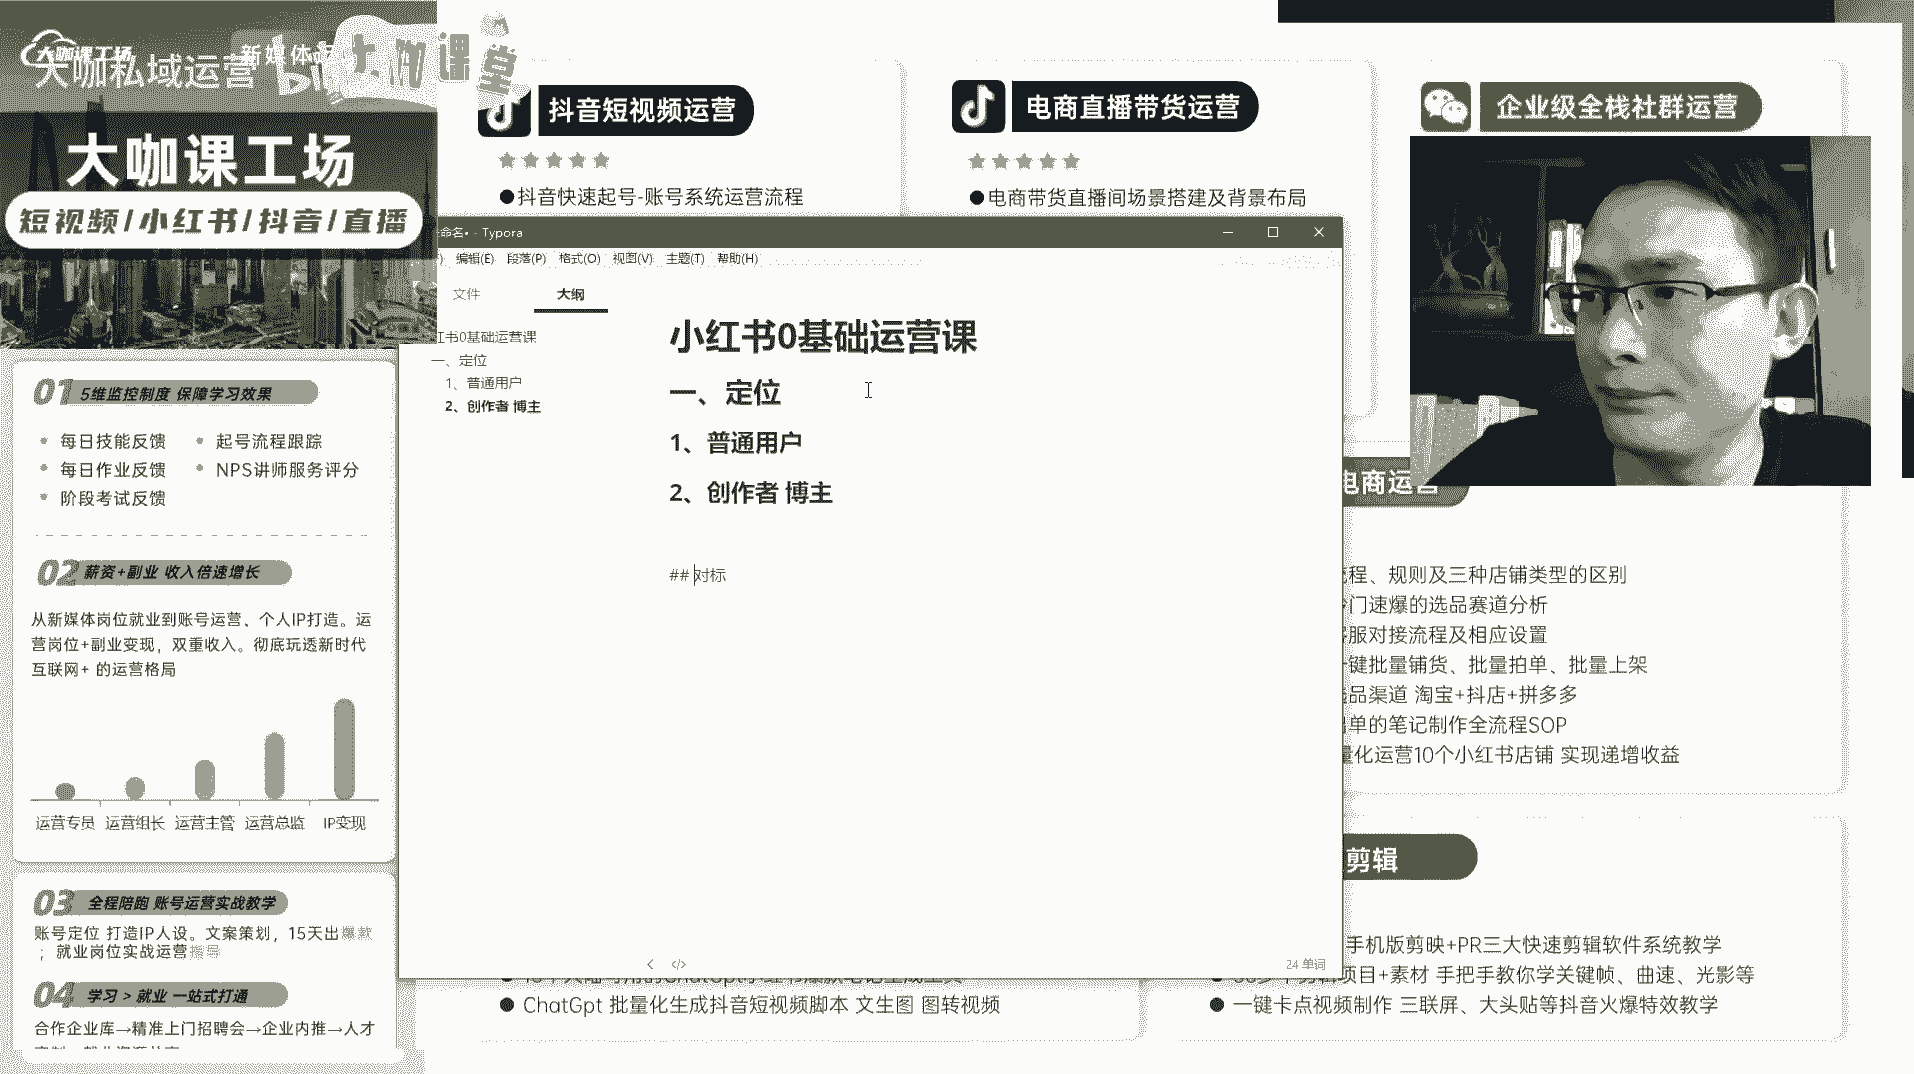 大咖课工场
大咖私域运营
新媒体
bilibili
大咖课堂
大咖课工场
短视频/小红书/抖音/直播
抖音短视频运营
●抖音快速起号-账号系统运营流程
电商直播带货运营
●电商带货直播间场景搭建及背景布局
企业级全栈社群运营
01 5维监控制度 保障学习效果
每日技能反馈
起号流程跟踪
每日作业反馈
NPS讲师服务评分
阶段考试反馈
02 薪资+副业 收入倍速增长
从新媒体岗位就业到账号运营、个人IP打造。运
营岗位+副业变现，双重收入。彻底玩透新时代
互联网+ 的运营格局
运营专员 运营组长 运营主管 运营总监 IP变现
03 全程陪跑 账号运营实战教学
账号定位 打造IP人设。文案策划，15天出爆款
；就业岗位实战运营指导
04 学习 > 就业 一站式打通
合作企业库→精准上门招聘会→企业内推→人才
命名• - Typora
) 编辑(E) 段落(P) 格式(O) 视图(V) 主题(T) 帮助(H)
文件 大纲
红书0基础运营课
一、定位
1、普通用户
2、创作者 博主
小红书0基础运营课
一、定位
1、普通用户
2、创作者 博主
## 对标
24 单词
电商运营
程、规则及三种店铺类型的区别
门速爆的选品赛道分析
客服对接流程及相应设置
键批量铺货、批量拍单、批量上架
选品渠道 淘宝+抖店+拼多多
出单的笔记制作全流程SOP
量化运营10个小红书店铺 实现递增收益
剪辑
手机版剪映+PR三大快速剪辑软件系统教学
项目+素材 手把手教你学关键帧、曲速、光影等
●一键卡点视频制作 三联屏、大头贴等抖音火爆特效教学
●ChatGpt 批量化生成抖音短视频脚本 文生图 图转视频